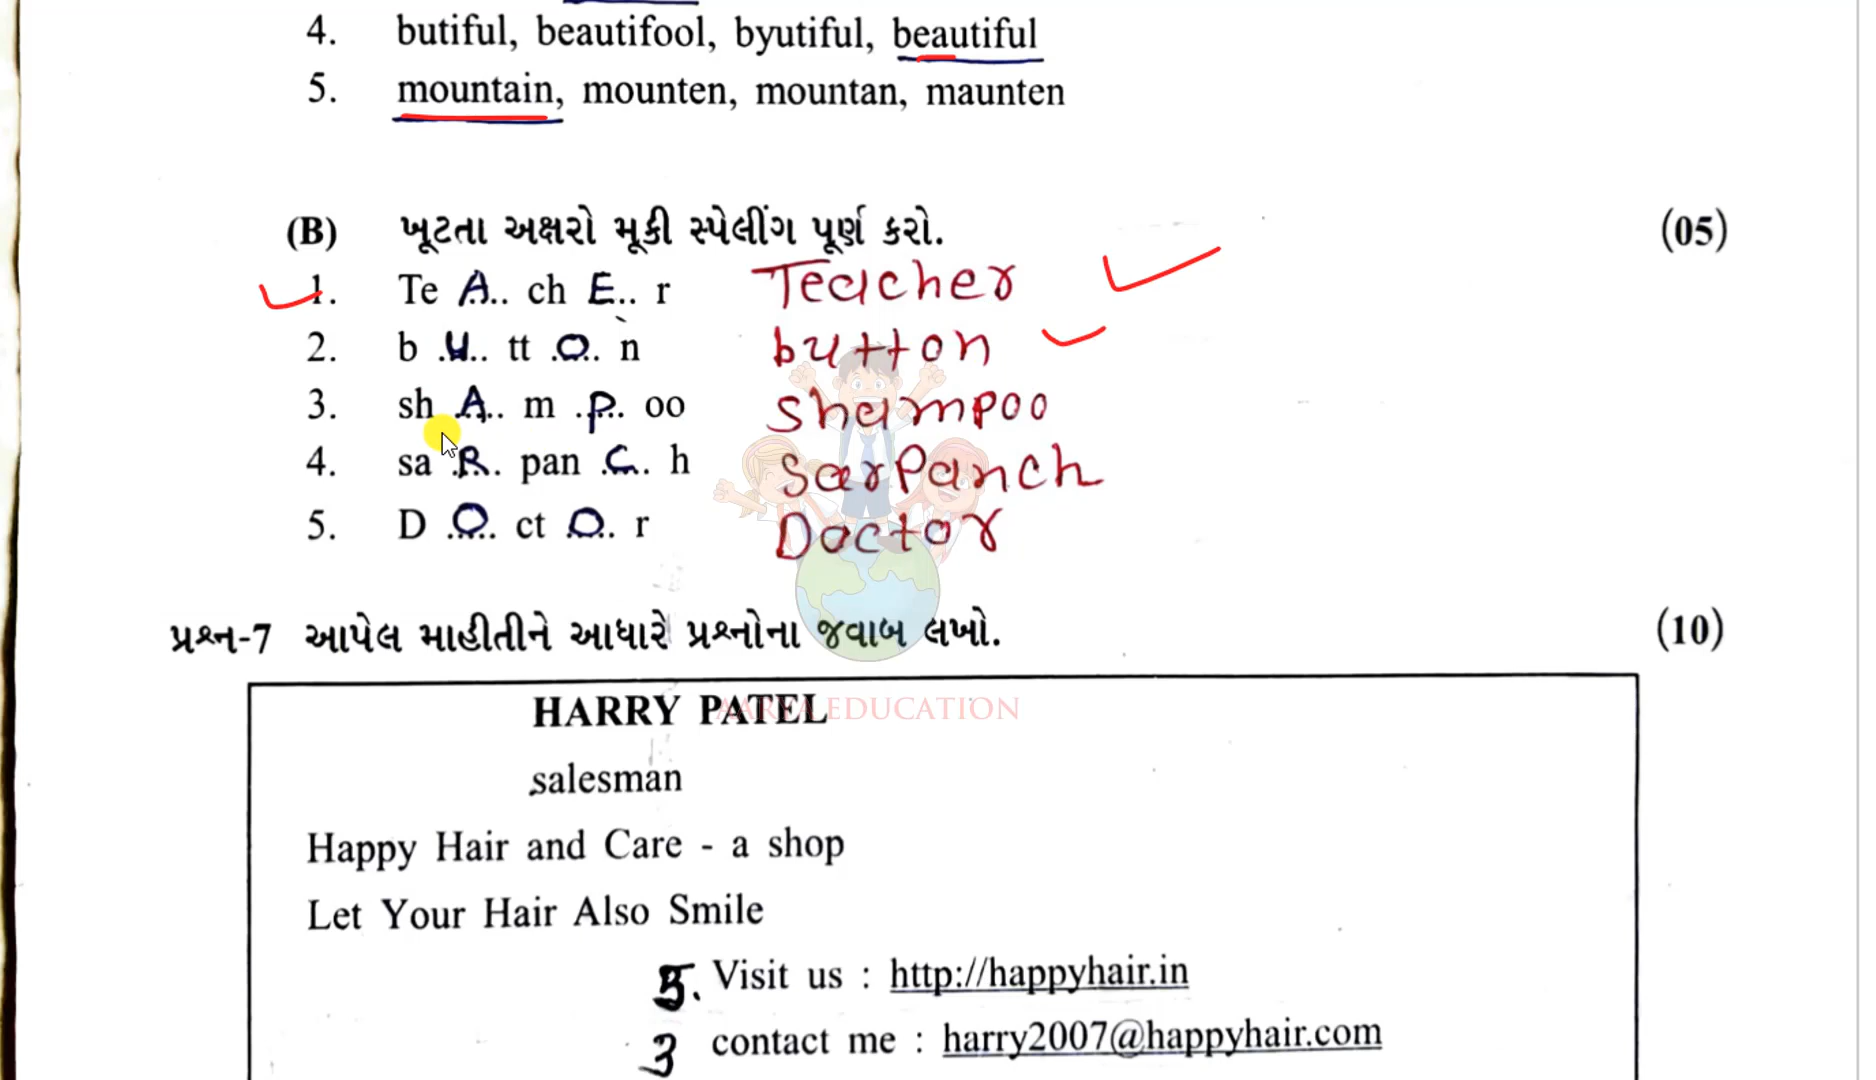 4. butiful, beautifool, byutiful, beautiful
5. mountain, mounten, mountan, maunten
(B) ખૂટતા અક્ષરો મૂકી સ્પેલીંગ પૂર્ણ કરો. (05)
1. Te A.. ch E.. r Teacher
2. b .u.. tt .o.. n button
3. sh .A.. m .p.. oo Shampoo
4. sa .R.. pan .C.. h SarPanch
5. D .O... ct .O.. r Doctor
પ્રશ્ન-7 આપેલ માહીતીને આધારે પ્રશ્નોના જવાબ લખો. (10)
HARRY PATEL
AARYA EDUCATION
salesman
Happy Hair and Care - a shop
Let Your Hair Also Smile
5. Visit us : http://happyhair.in
3 contact me : harry2007@happyhair.com